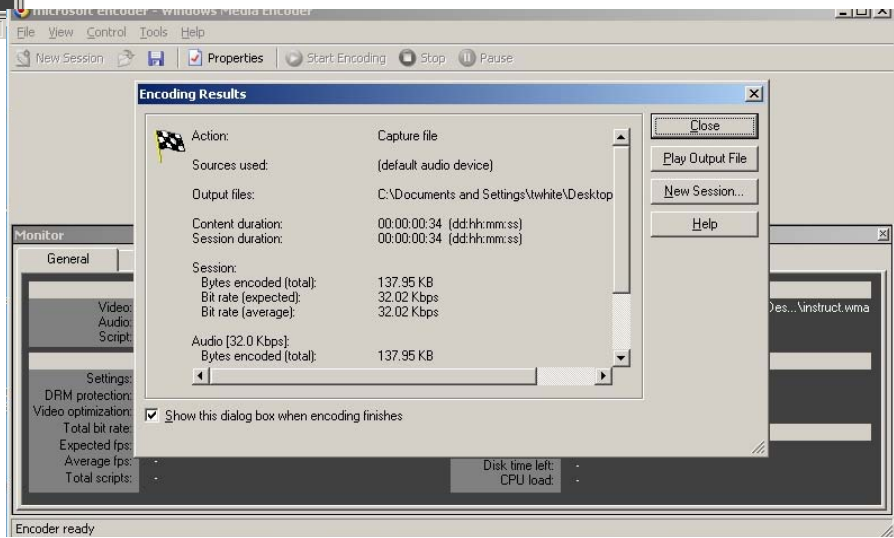 microsoft encoder - Windows Media Encoder
File View Control Tools Help
New Session Properties Start Encoding Stop Pause
Encoding Results
Action: Capture file
Sources used: (default audio device)
Output files: C:\Documents and Settings\twhite\Desktop
Content duration: 00:00:00:34 (dd:hh:mm:ss)
Session duration: 00:00:00:34 (dd:hh:mm:ss)
Session:
Bytes encoded (total): 137.95 KB
Bit rate (expected): 32.02 Kbps
Bit rate (average): 32.02 Kbps
Audio [32.0 Kbps]:
Bytes encoded (total): 137.95 KB
Show this dialog box when encoding finishes
Close
Play Output File
New Session...
Help
Monitor
General
Video:
Audio:
Script:
Des...\instruct.wma
Settings:
DRM protection:
Video optimization:
Total bit rate:
Expected fps:
Average fps: -
Total scripts: -
Disk time left: -
CPU load: -
Encoder ready